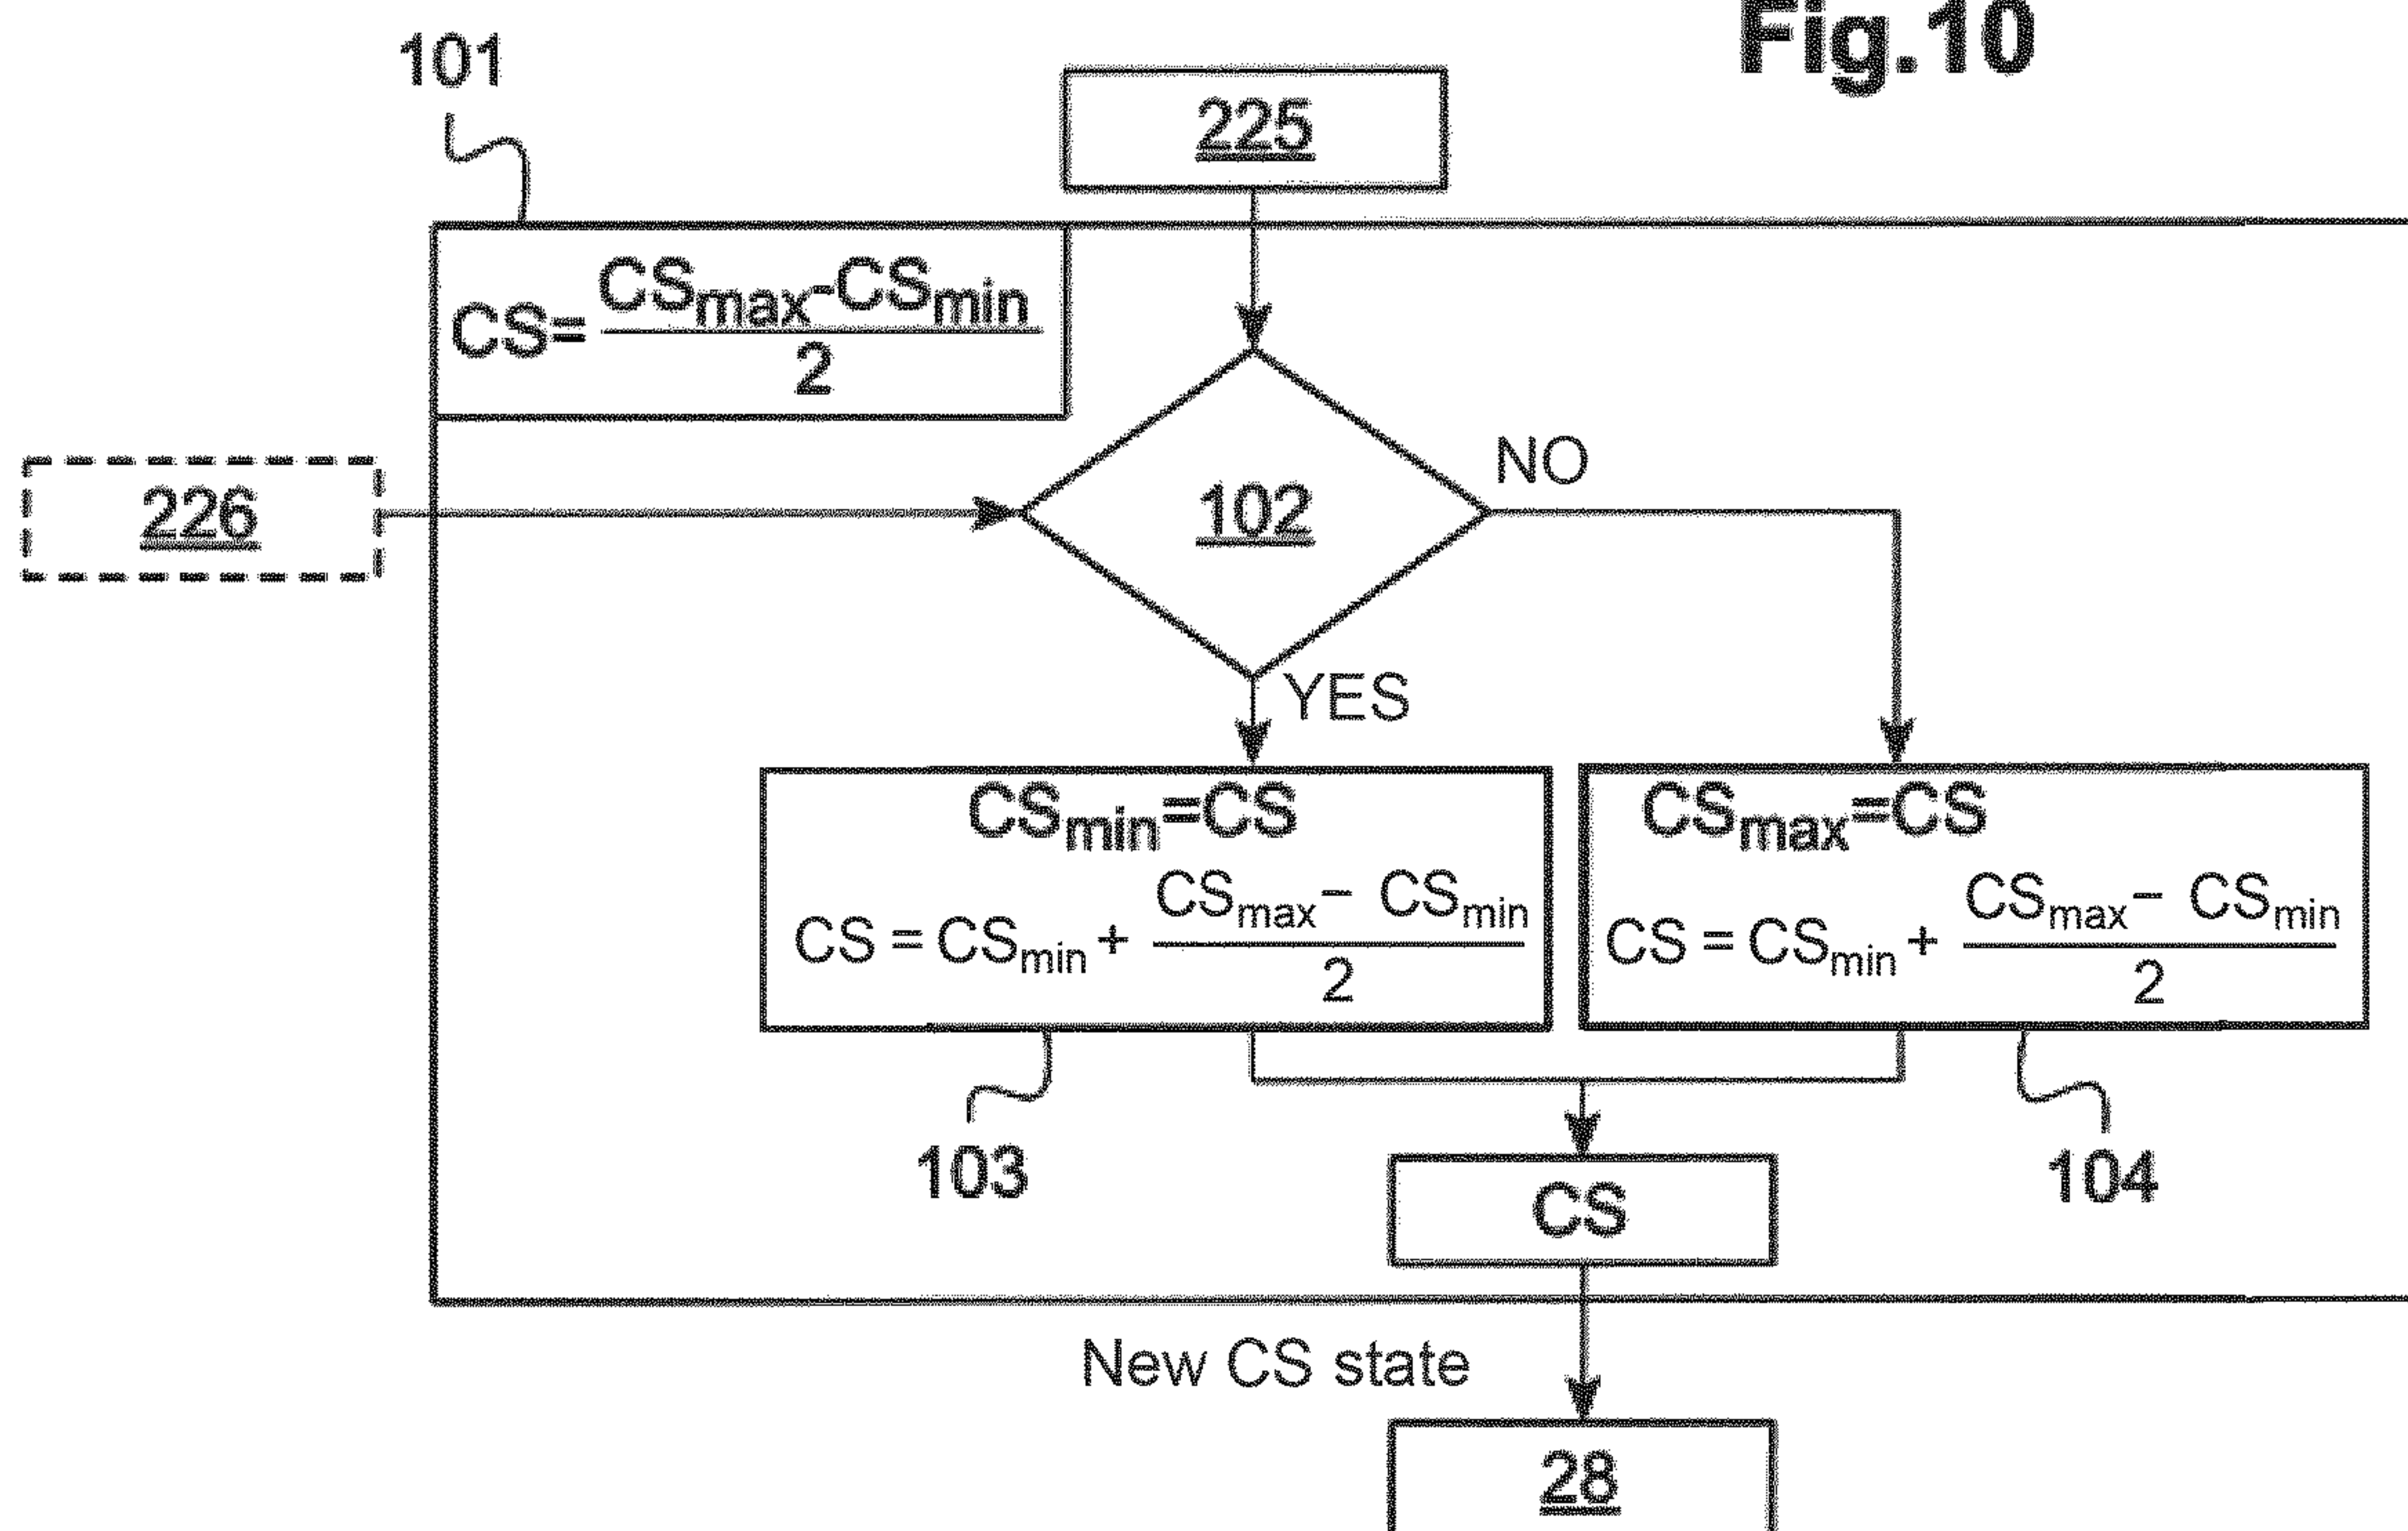 Fig.10
101
225
CS= CSmax-CSmin
2
226
102
NO
YES
CSmin=CS
CS = CSmin + CSmax – CSmin
2
CSmax=CS
CS = CSmin + CSmax – CSmin
2
103
104
CS
New CS state
28